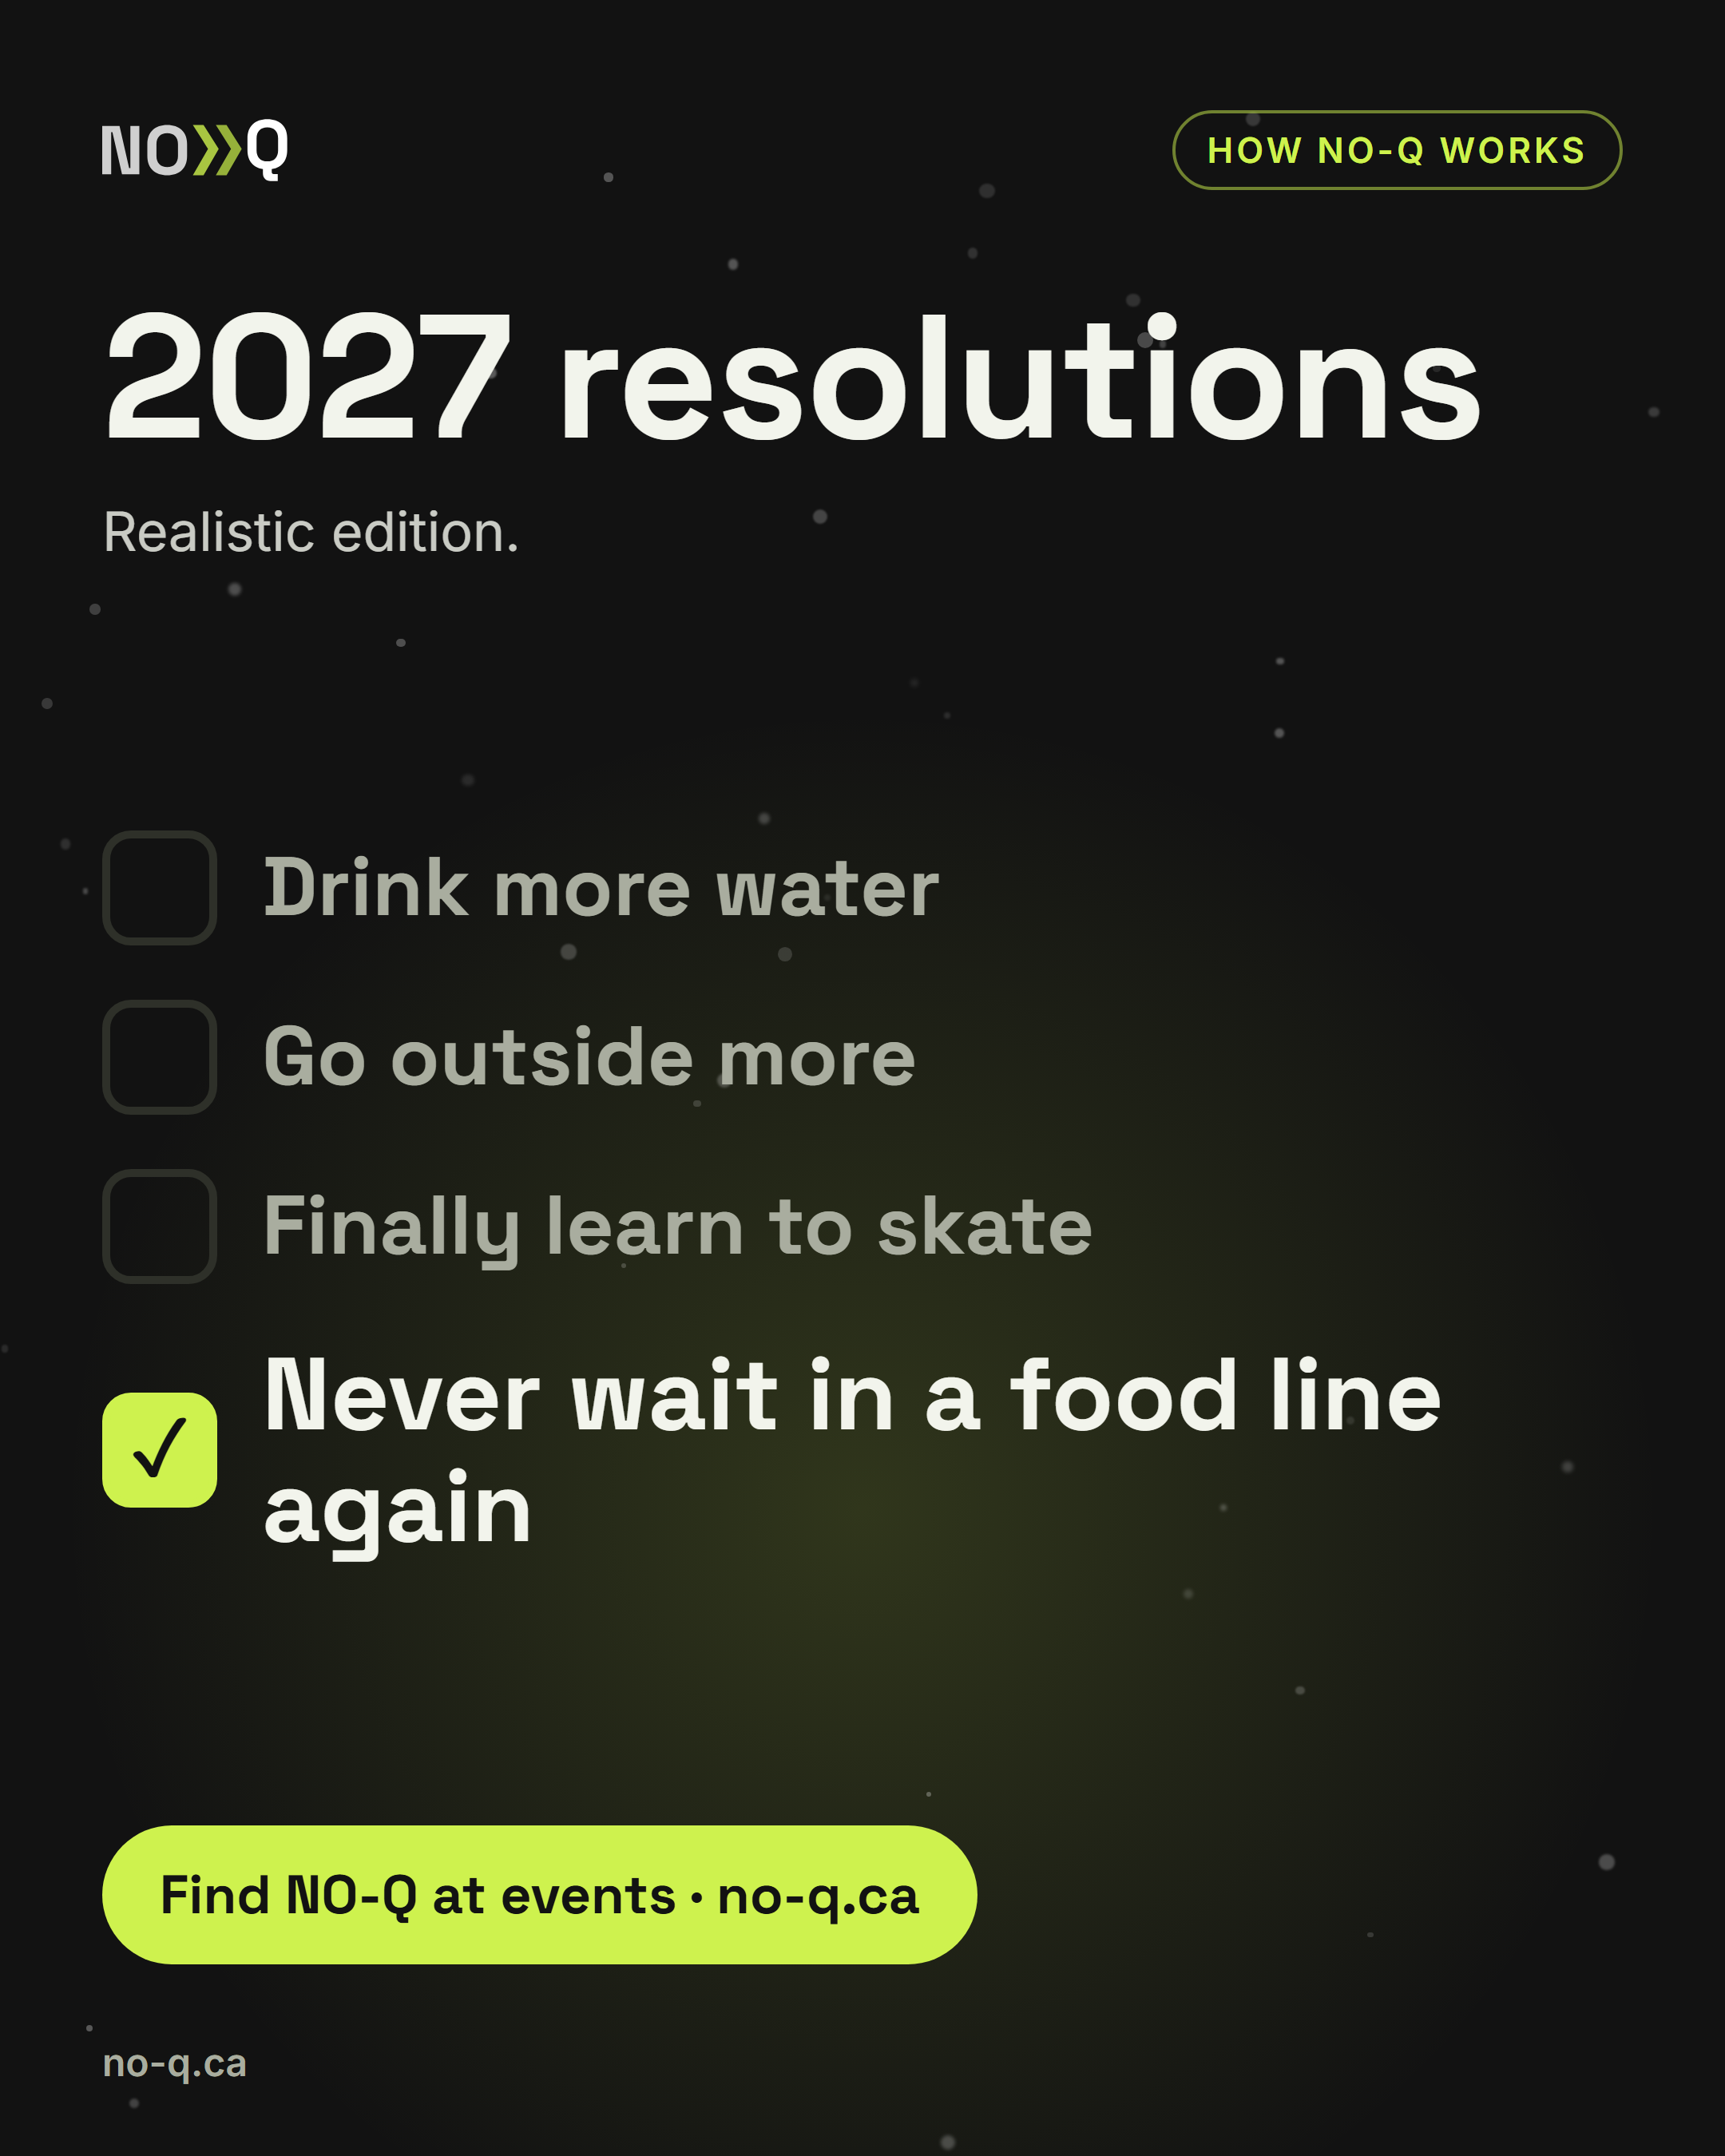 NO»Q
HOW NO-Q WORKS
2027 resolutions
Realistic edition.
Drink more water
Go outside more
Finally learn to skate
✓ Never wait in a food line
again
Find NO-Q at events · no-q.ca
no-q.ca